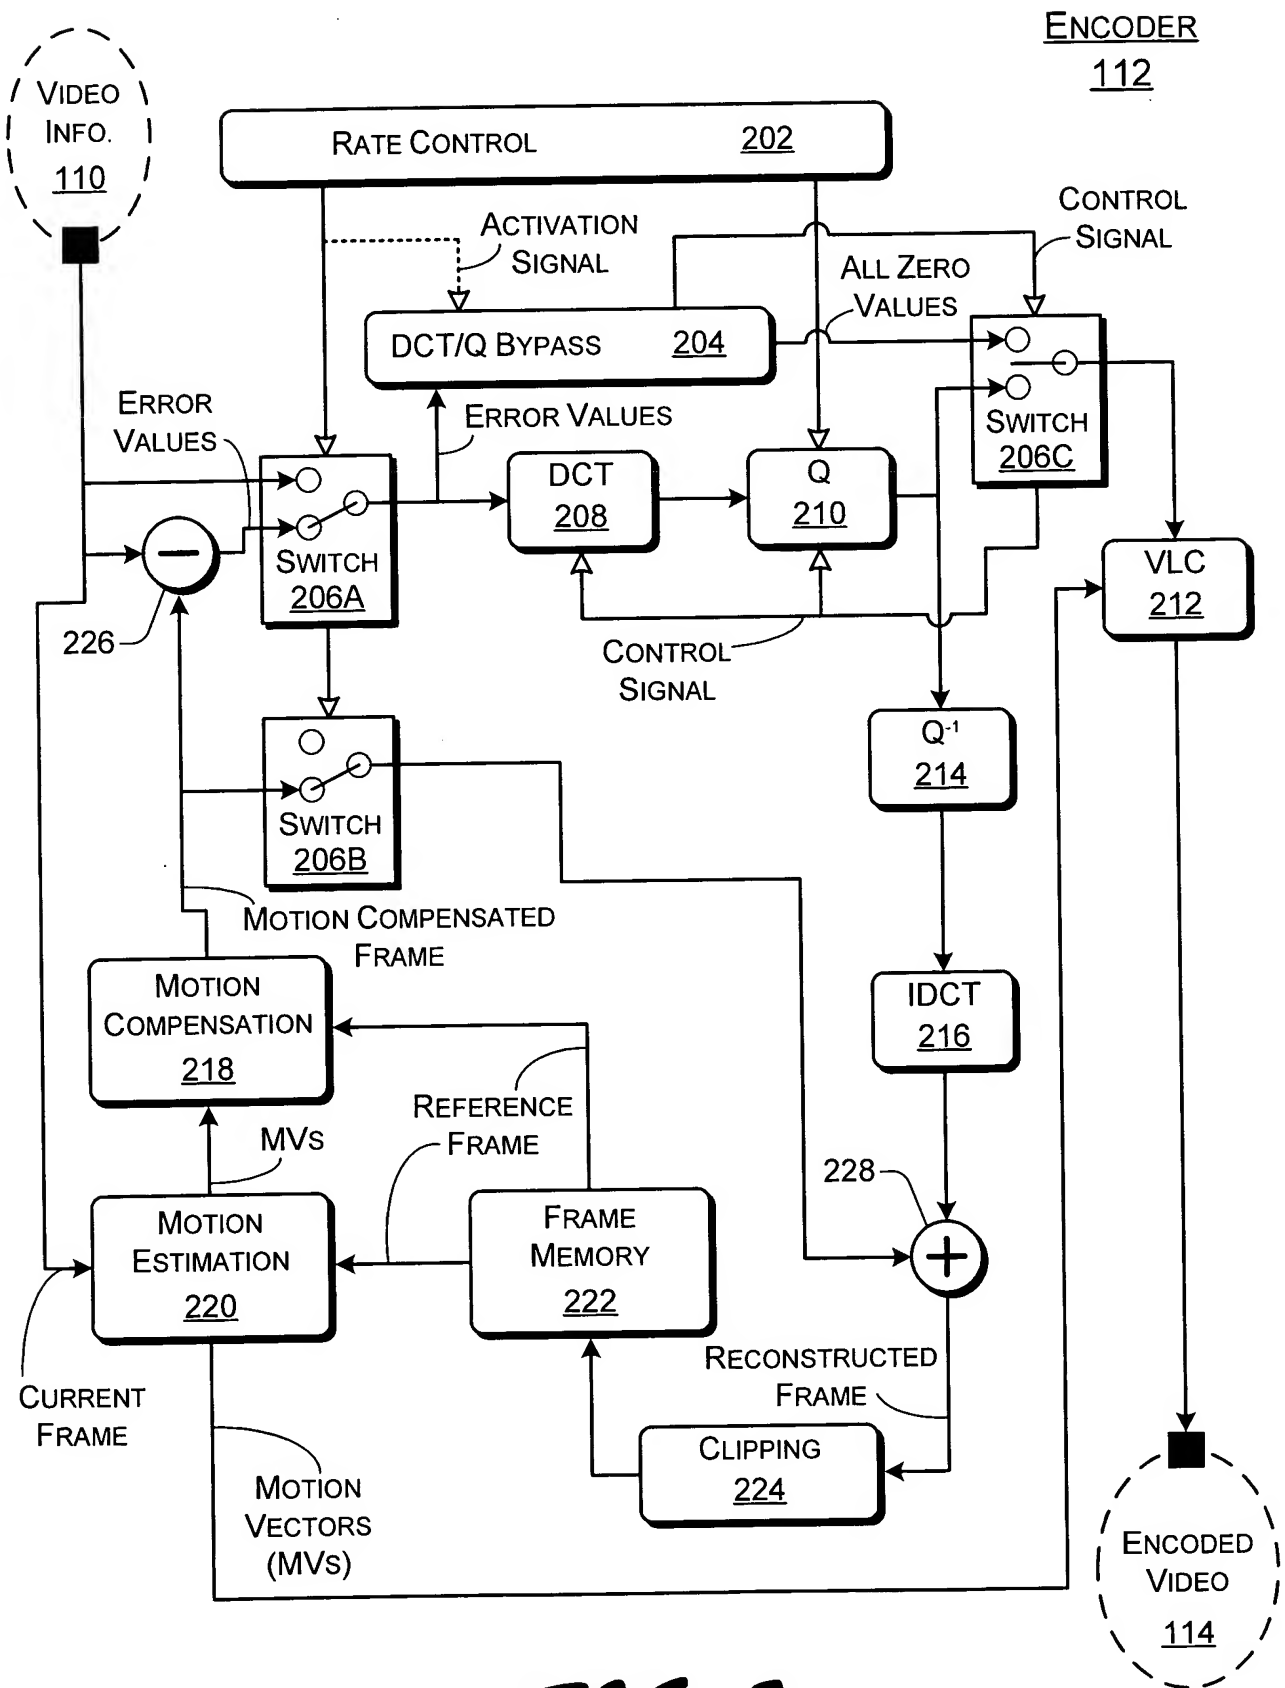 ENCODER
112
VIDEO
INFO.
110
RATE CONTROL 202
ACTIVATION
SIGNAL
CONTROL
SIGNAL
ALL ZERO
VALUES
DCT/Q BYPASS 204
ERROR
VALUES
ERROR VALUES
SWITCH
206C
DCT
208
Q
210
SWITCH
206A
226
VLC
212
CONTROL
SIGNAL
Q-1
214
SWITCH
206B
MOTION COMPENSATED
FRAME
MOTION
COMPENSATION
218
IDCT
216
REFERENCE
FRAME
MVS
228
MOTION
ESTIMATION
220
FRAME
MEMORY
222
RECONSTRUCTED
FRAME
CURRENT
FRAME
CLIPPING
224
MOTION
VECTORS
(MVS)
ENCODED
VIDEO
114